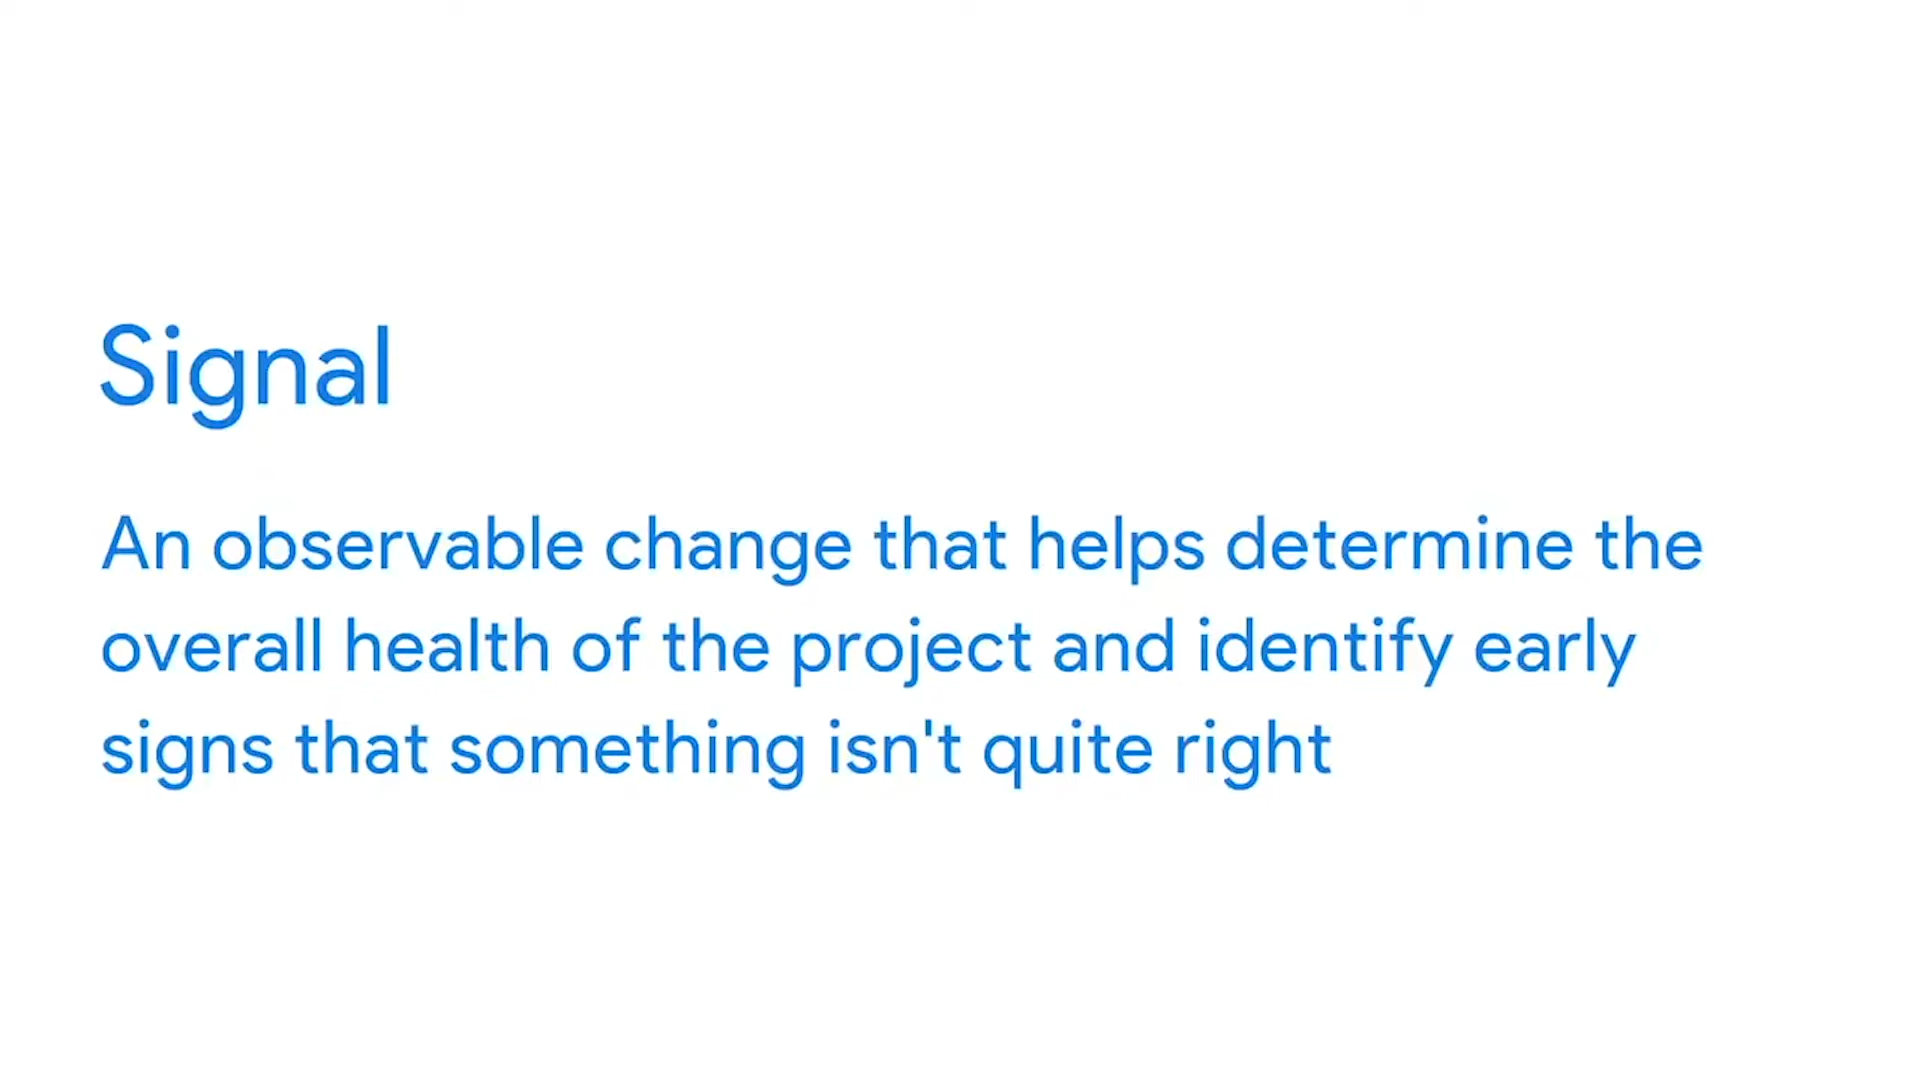 Signal
An observable change that helps determine the
overall health of the project and identify early
signs that something isn't quite right